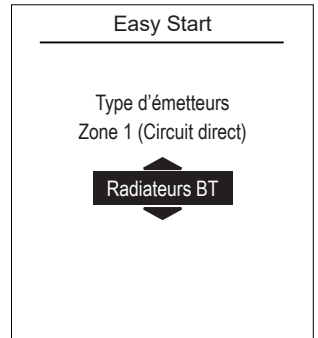 Easy Start
Type d'émetteurs
Zone 1 (Circuit direct)
Radiateurs BT